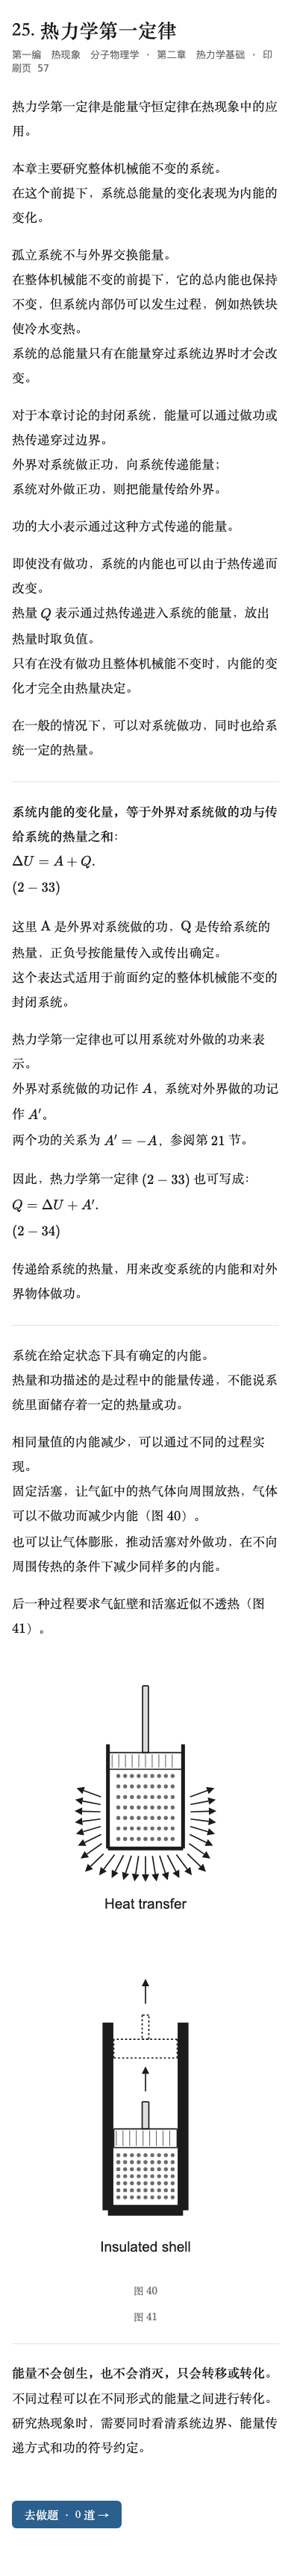 25. 热力学第一定律
第一编　热现象　分子物理学 · 第二章　热力学基础 · 印
刷页 57
热力学第一定律是能量守恒定律在热现象中的应
用。
本章主要研究整体机械能不变的系统。
在这个前提下，系统总能量的变化表现为内能的
变化。
孤立系统不与外界交换能量。
在整体机械能不变的前提下，它的总内能也保持
不变，但系统内部仍可以发生过程，例如热铁块
使冷水变热。
系统的总能量只有在能量穿过系统边界时才会改
变。
对于本章讨论的封闭系统，能量可以通过做功或
热传递穿过边界。
外界对系统做正功，向系统传递能量；
系统对外做正功，则把能量传给外界。
功的大小表示通过这种方式传递的能量。
即使没有做功，系统的内能也可以由于热传递而
改变。
热量 Q 表示通过热传递进入系统的能量，放出
热量时取负值。
只有在没有做功且整体机械能不变时，内能的变
化才完全由热量决定。
在一般的情况下，可以对系统做功，同时也给系
统一定的热量。
系统内能的变化量，等于外界对系统做的功与传
给系统的热量之和：
ΔU = A + Q.
(2 − 33)
这里 A 是外界对系统做的功，Q 是传给系统的
热量，正负号按能量传入或传出确定。
这个表达式适用于前面约定的整体机械能不变的
封闭系统。
热力学第一定律也可以用系统对外做的功来表
示。
外界对系统做的功记作 A，系统对外界做的功记
作 A′。
两个功的关系为 A′ = −A，参阅第 21 节。
因此，热力学第一定律 (2 − 33) 也可写成：
Q = ΔU + A′.
(2 − 34)
传递给系统的热量，用来改变系统的内能和对外
界物体做功。
系统在给定状态下具有确定的内能。
热量和功描述的是过程中的能量传递，不能说系
统里面储存着一定的热量或功。
相同量值的内能减少，可以通过不同的过程实
现。
固定活塞，让气缸中的热气体向周围放热，气体
可以不做功而减少内能（图 40）。
也可以让气体膨胀，推动活塞对外做功，在不向
周围传热的条件下减少同样多的内能。
后一种过程要求气缸壁和活塞近似不透热（图
41）。
Heat transfer
Insulated shell
图 40
图 41
能量不会创生，也不会消灭，只会转移或转化。
不同过程可以在不同形式的能量之间进行转化。
研究热现象时，需要同时看清系统边界、能量传
递方式和功的符号约定。
去做题 · 0 道 →